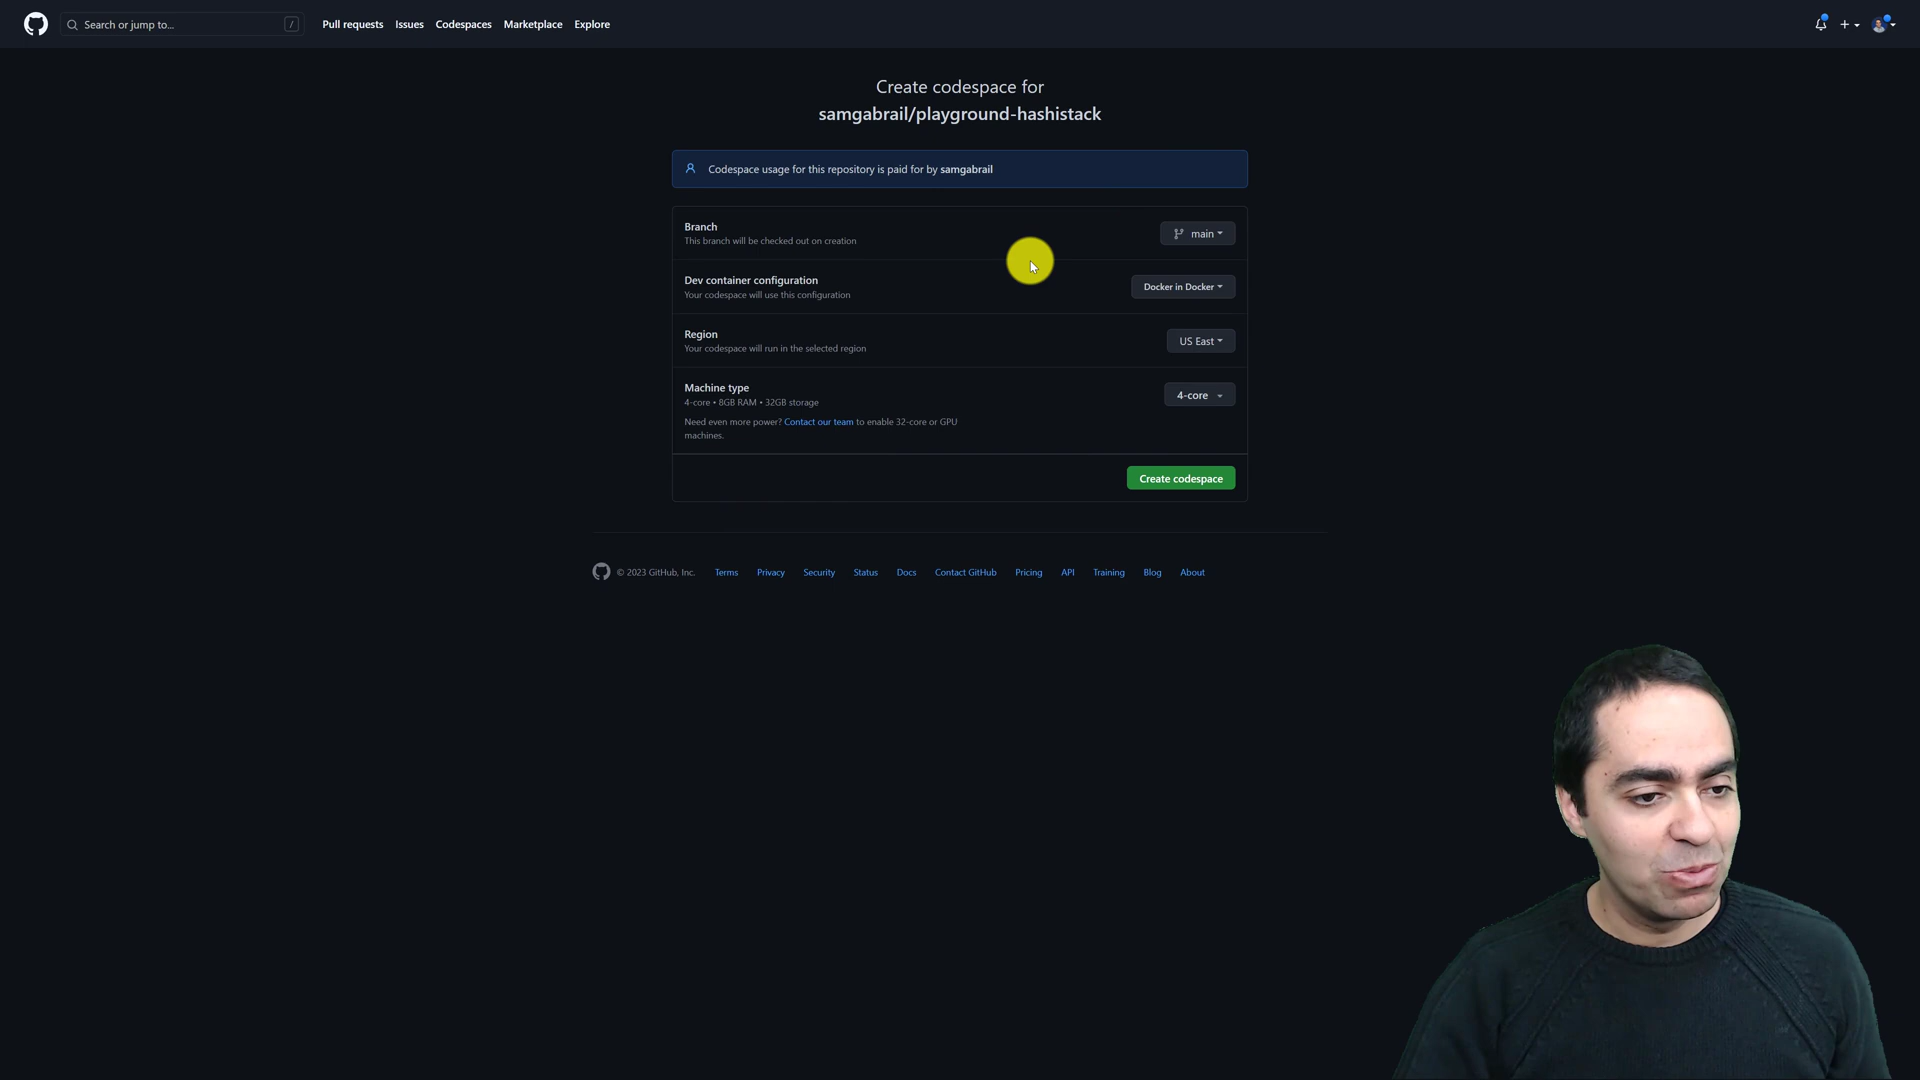 Search or jump to...
/
Pull requests
Issues
Codespaces
Marketplace
Explore
Create codespace for
samgabrail/playground-hashistack
Codespace usage for this repository is paid for by samgabrail
Branch
This branch will be checked out on creation
main
Dev container configuration
Your codespace will use this configuration
Docker in Docker
Region
Your codespace will run in the selected region
US East
Machine type
4-core • 8GB RAM • 32GB storage
4-core
Need even more power? Contact our team to enable 32-core or GPU
machines.
Create codespace
© 2023 GitHub, Inc.
Terms
Privacy
Security
Status
Docs
Contact GitHub
Pricing
API
Training
Blog
About